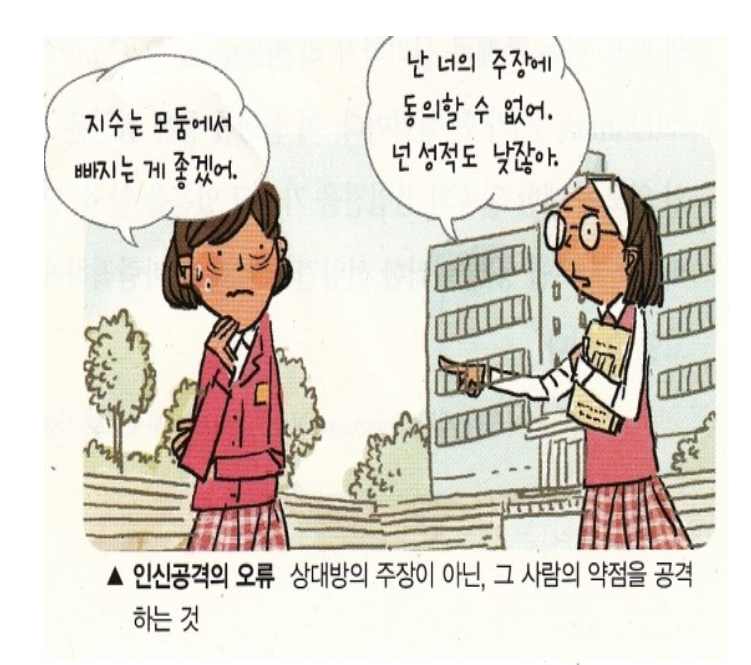 지수는 모둠에서
빠지는 게 좋겠어.
난 너의 주장에
동의할 수 없어.
넌 성적도 낮잖아.
▲ 인신공격의 오류 상대방의 주장이 아닌, 그 사람의 약점을 공격
하는 것